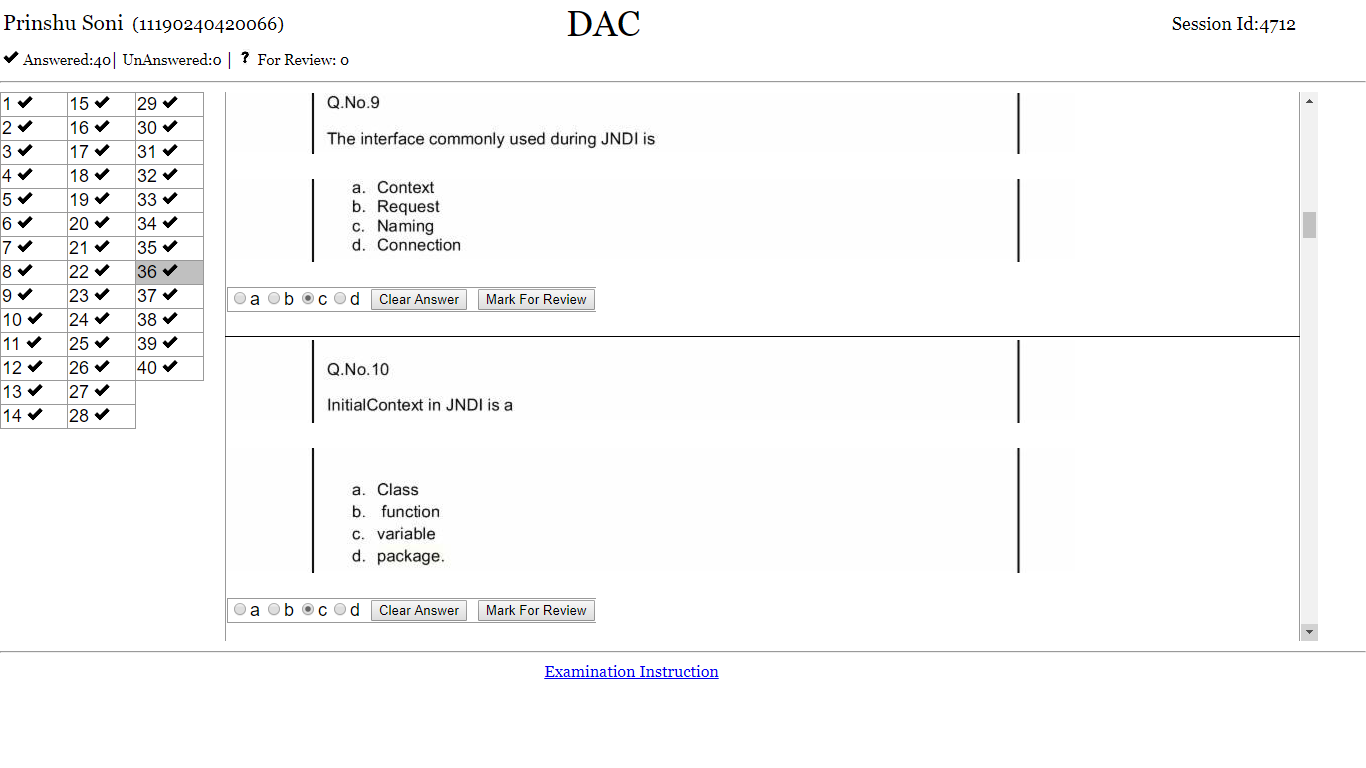 Prinshu Soni (11190240420066)
DAC
Session Id:4712
✔ Answered:40| UnAnswered:0 | ? For Review: 0
1 ✔ 15 ✔ 29 ✔
2 ✔ 16 ✔ 30 ✔
3 ✔ 17 ✔ 31 ✔
4 ✔ 18 ✔ 32 ✔
5 ✔ 19 ✔ 33 ✔
6 ✔ 20 ✔ 34 ✔
7 ✔ 21 ✔ 35 ✔
8 ✔ 22 ✔ 36 ✔
9 ✔ 23 ✔ 37 ✔
10 ✔ 24 ✔ 38 ✔
11 ✔ 25 ✔ 39 ✔
12 ✔ 26 ✔ 40 ✔
13 ✔ 27 ✔
14 ✔ 28 ✔
Q.No.9
The interface commonly used during JNDI is
a. Context
b. Request
c. Naming
d. Connection
a b c d Clear Answer Mark For Review
Q.No.10
InitialContext in JNDI is a
a. Class
b. function
c. variable
d. package.
a b c d Clear Answer Mark For Review
Examination Instruction